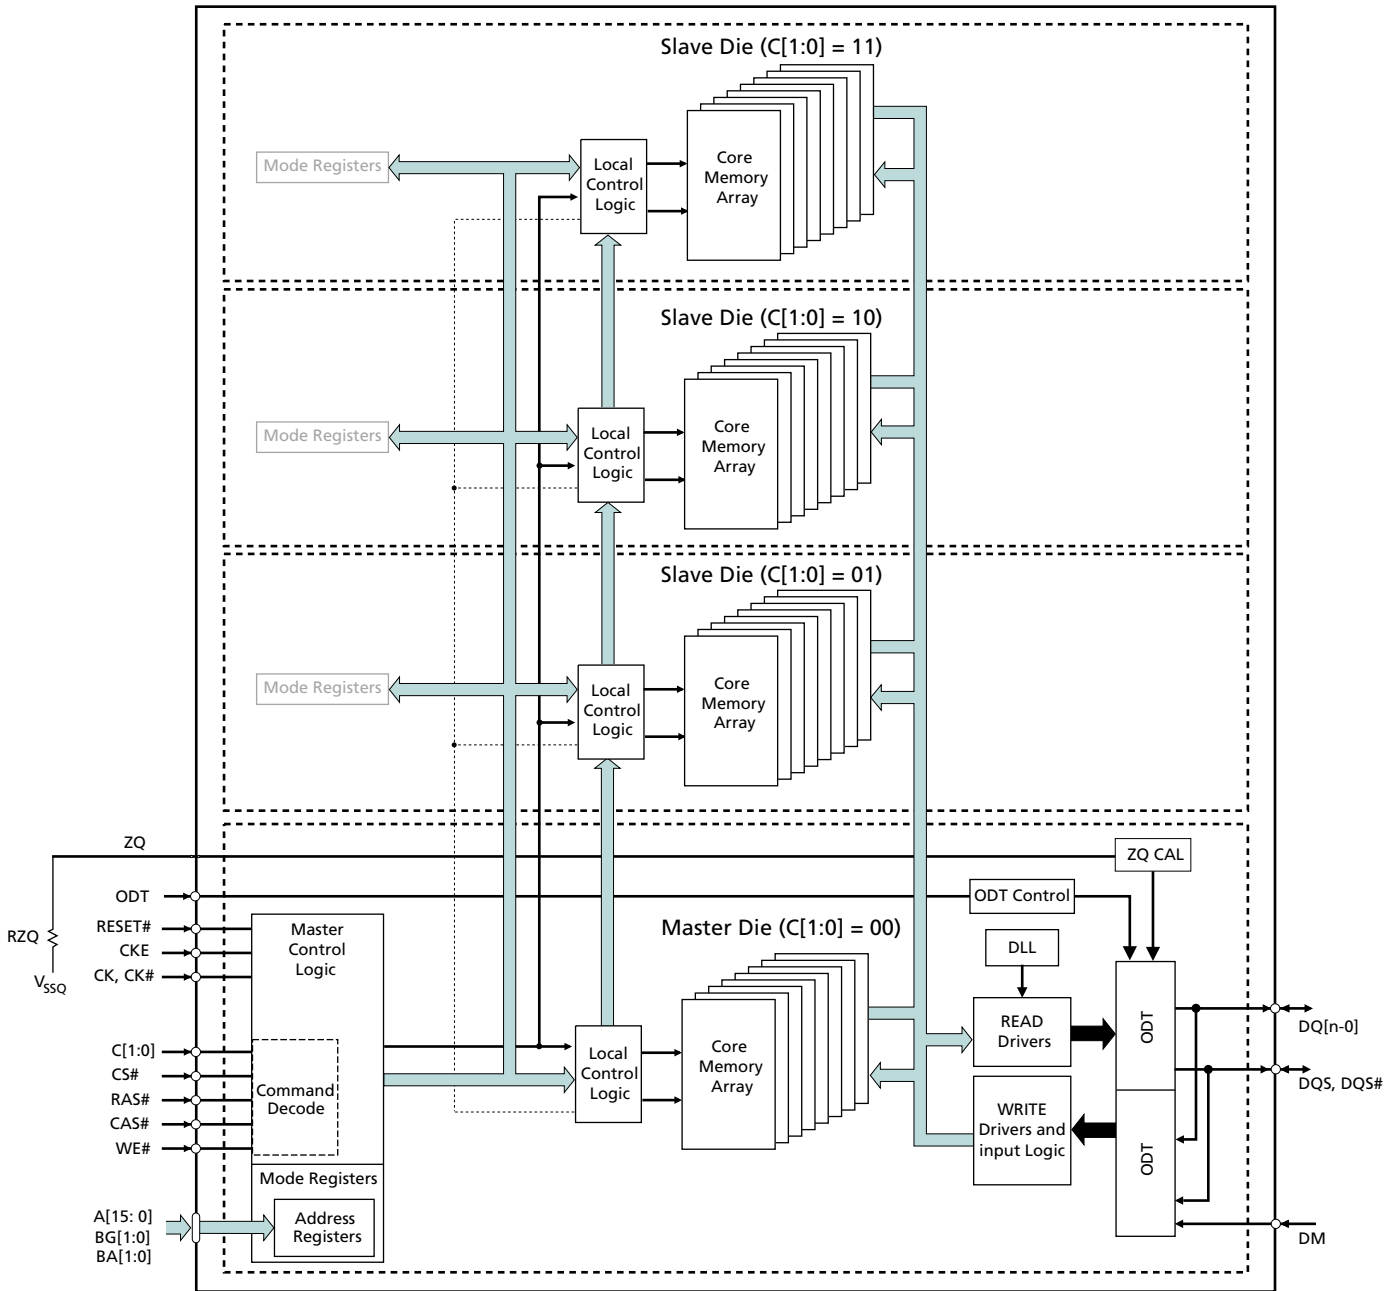 Slave Die (C[1:0] = 11)
Mode Registers
Local
Control
Logic
Core
Memory
Array
Slave Die (C[1:0] = 10)
Mode Registers
Local
Control
Logic
Core
Memory
Array
Slave Die (C[1:0] = 01)
Mode Registers
Local
Control
Logic
Core
Memory
Array
ZQ
ZQ CAL
ODT
ODT Control
RZQ
VSSQ
RESET#
CKE
CK, CK#
Master
Control
Logic
Master Die (C[1:0] = 00)
DLL
READ
Drivers
ODT
DQ[n-0]
C[1:0]
CS#
RAS#
CAS#
WE#
Command
Decode
Local
Control
Logic
Core
Memory
Array
DQS, DQS#
WRITE
Drivers and
input Logic
ODT
Mode Registers
A[15: 0]
BG[1:0]
BA[1:0]
Address
Registers
DM